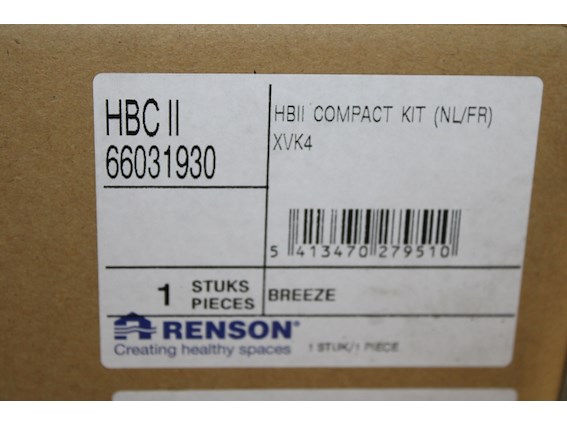 HBC II
66031930
HBII COMPACT KIT (NL/FR)
XVK4
5 413470 279510
1 STUKS
PIECES
BREEZE
RENSON®
Creating healthy spaces
1 STUK/1 PIECE